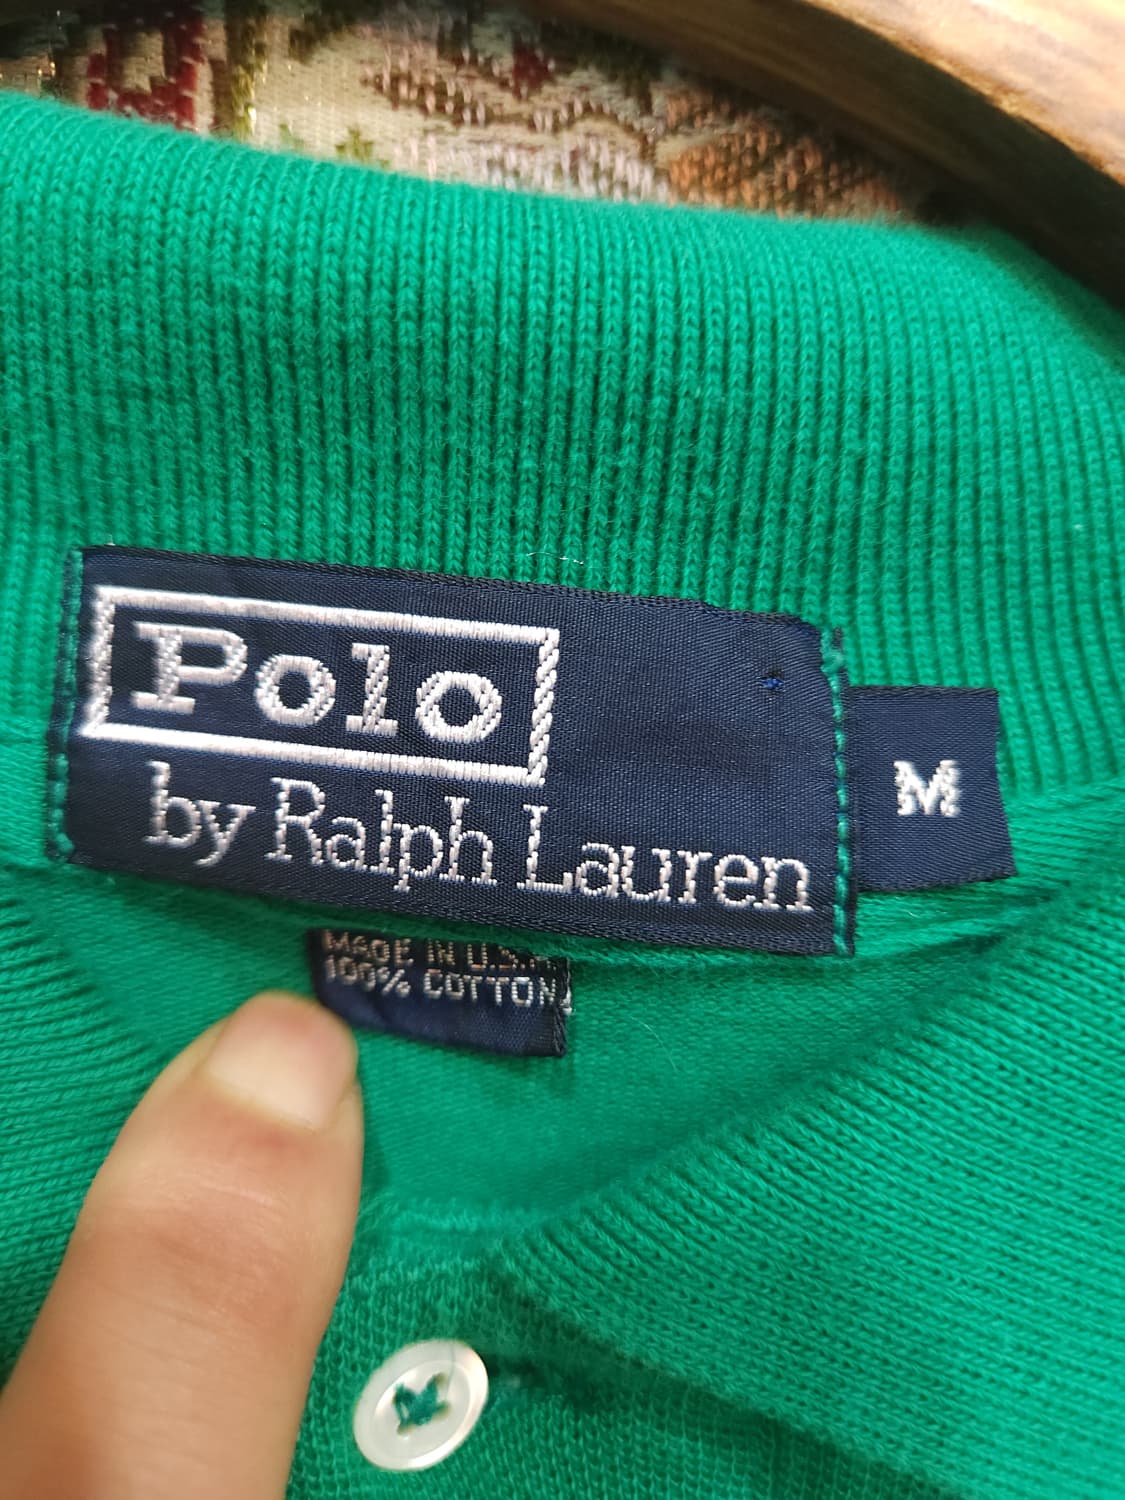 Polo
by Ralph Lauren
M
MADE IN U.S.A
100% COTTON